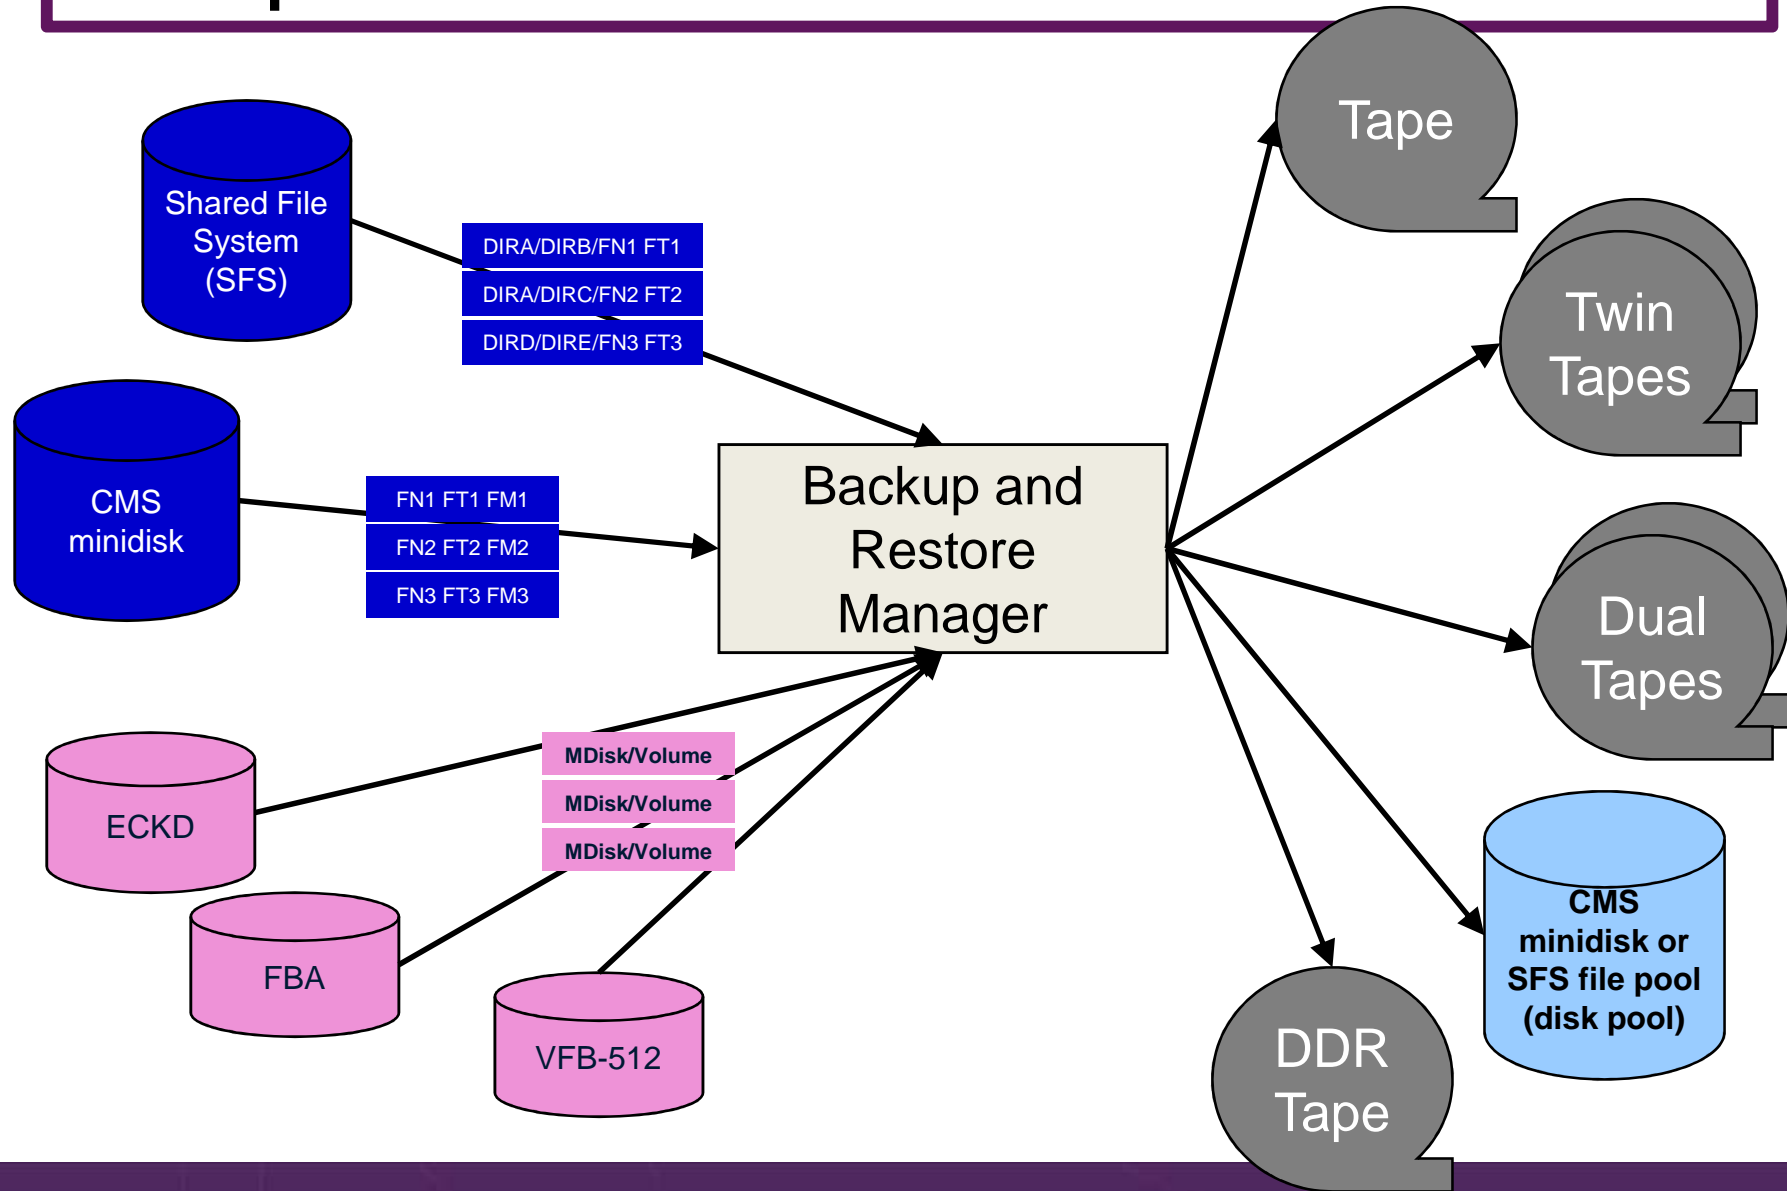 Tape
Shared File
System
(SFS)
DIRA/DIRB/FN1 FT1
DIRA/DIRC/FN2 FT2
DIRD/DIRE/FN3 FT3
Twin
Tapes
CMS
minidisk
FN1 FT1 FM1
FN2 FT2 FM2
FN3 FT3 FM3
Backup and
Restore
Manager
Dual
Tapes
ECKD
MDisk/Volume
MDisk/Volume
MDisk/Volume
FBA
VFB-512
CMS
minidisk or
SFS file pool
(disk pool)
DDR
Tape